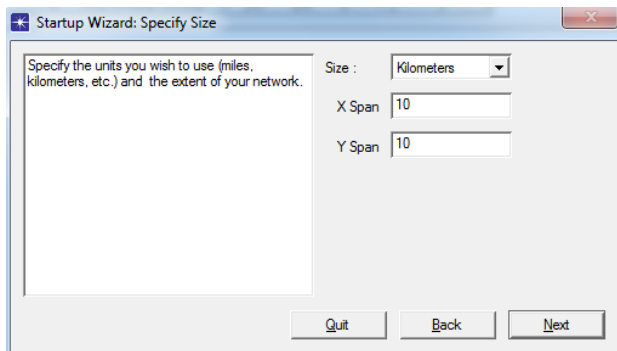 Startup Wizard: Specify Size
Specify the units you wish to use (miles,
kilometers, etc.) and  the extent of your network.
Size :
Kilometers
X Span
10
Y Span
10
Quit
Back
Next